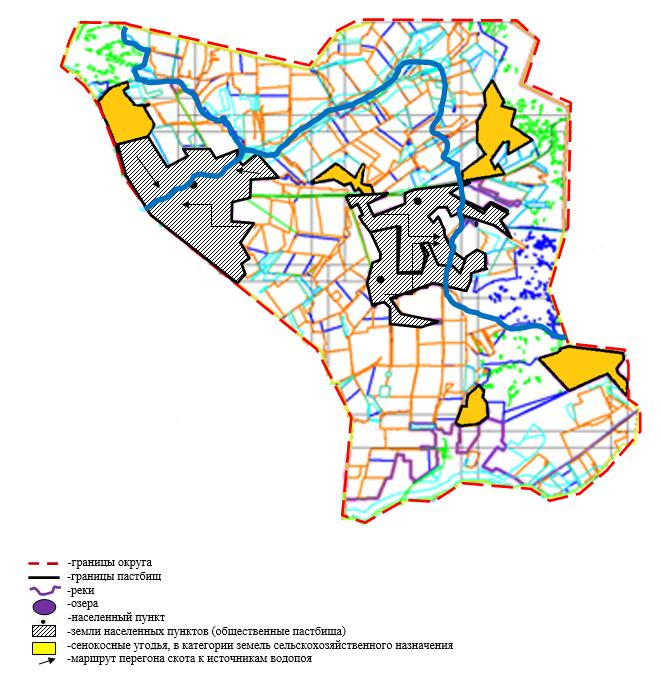 -границы округа
-границы пастбищ
-реки
-озера
-населенный пункт
-земли населенных пунктов (общественные пастбища)
-сенокосные угодья, в категории земель сельскохозяйственного назначения
-маршрут перегона скота к источникам водопоя